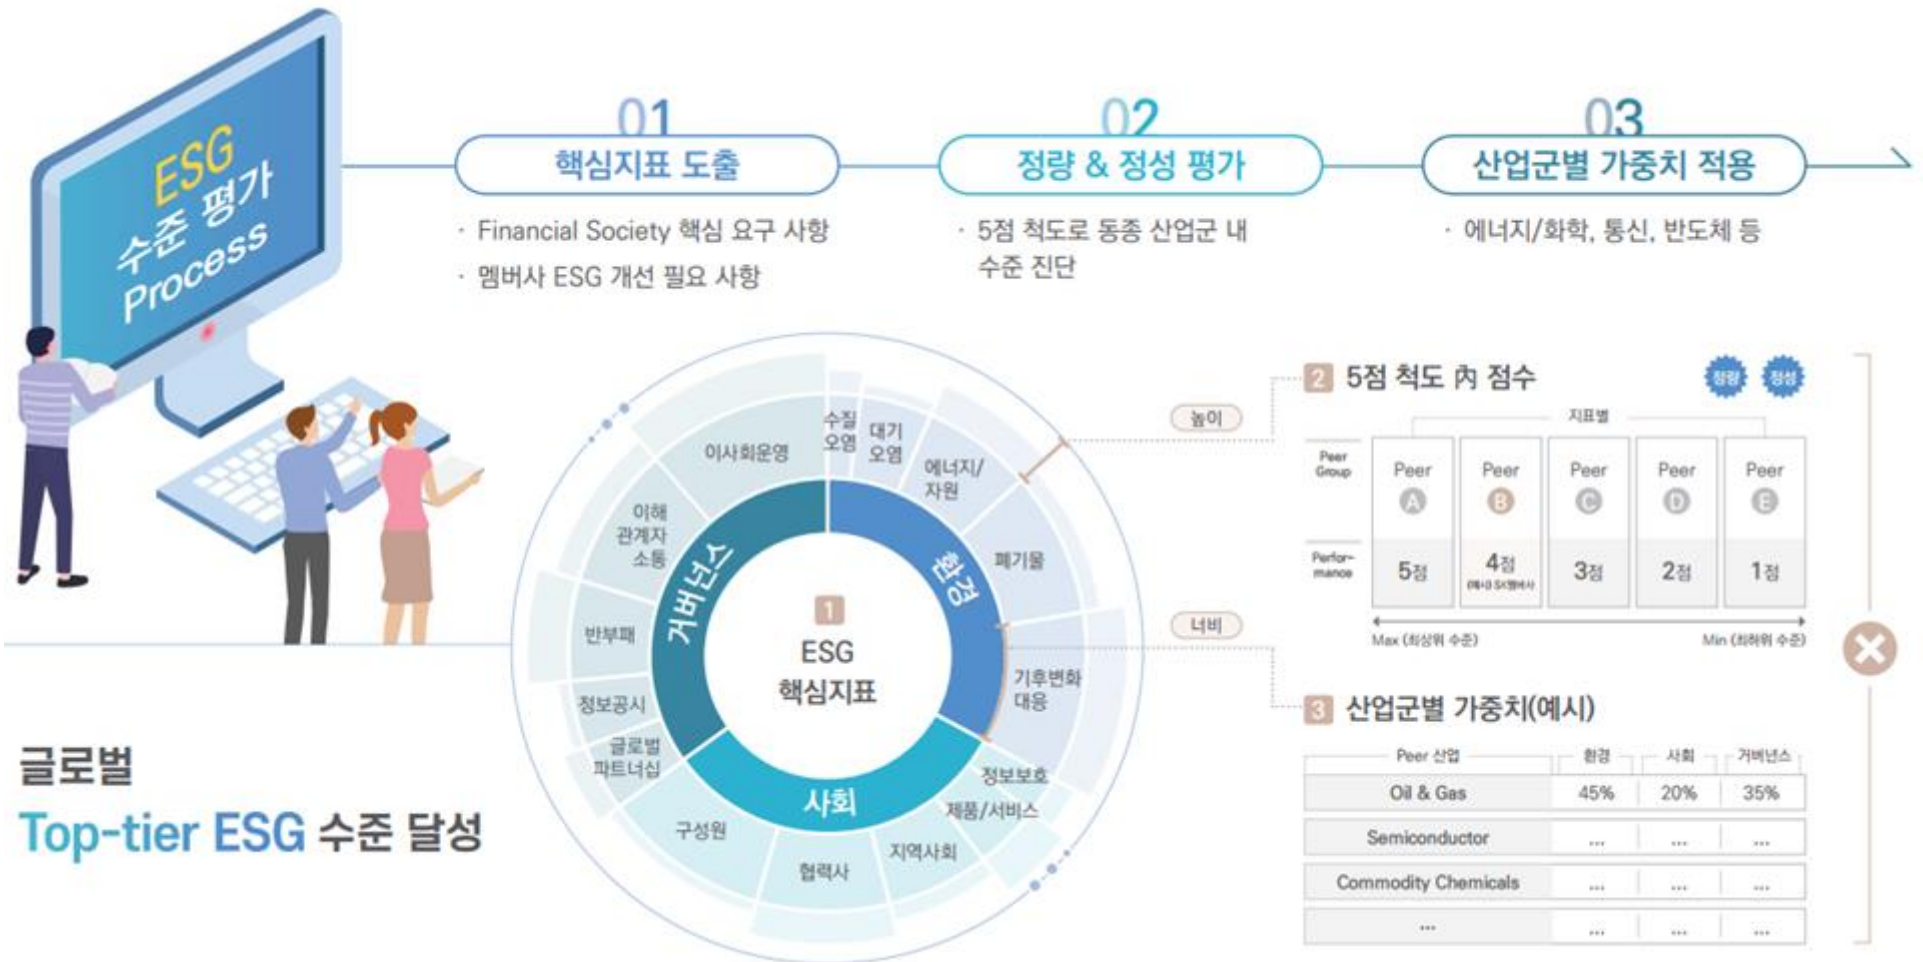 ESG
수준 평가
Process
01
핵심지표 도출
· Financial Society 핵심 요구 사항
· 멤버사 ESG 개선 필요 사항
02
정량 & 정성 평가
· 5점 척도로 동종 산업군 내
수준 진단
03
산업군별 가중치 적용
· 에너지/화학, 통신, 반도체 등
글로벌
Top-tier ESG 수준 달성
1
ESG
핵심지표
환경
수질
오염
대기
오염
에너지/
자원
폐기물
기후변화
대응
사회
정보보호
제품/서비스
지역사회
협력사
구성원
거버넌스
글로벌
파트너십
정보공시
반부패
이해
관계자
소통
이사회운영
높이
너비
2 5점 척도 內 점수
정량 정성
지표별
Peer
Group
Peer A Peer B Peer C Peer D Peer E
Perfor-
mance
5점 4점 3점 2점 1점
(예시) SK멤버사
Max (최상위 수준) Min (최하위 수준)
3 산업군별 가중치(예시)
Peer 산업 환경 사회 거버넌스
Oil & Gas 45% 20% 35%
Semiconductor ... ... ...
Commodity Chemicals ... ... ...
... ... ... ...